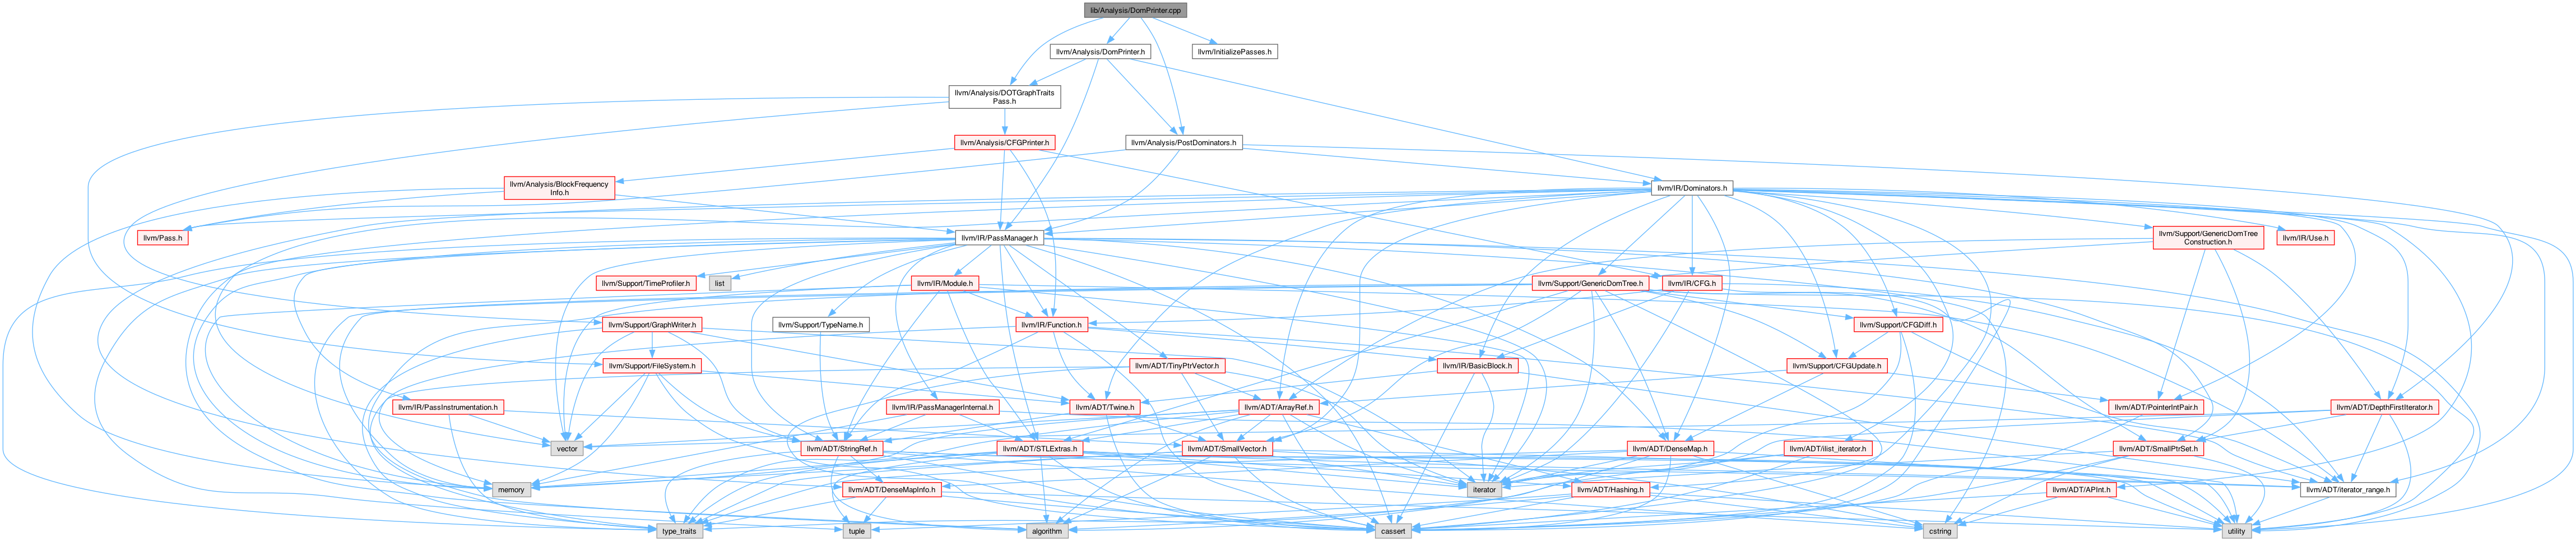 lib/Analysis/DomPrinter.cpp
llvm/Analysis/DomPrinter.h
llvm/InitializePasses.h
llvm/Analysis/DOTGraphTraits
Pass.h
llvm/Analysis/CFGPrinter.h
llvm/Analysis/PostDominators.h
llvm/Analysis/BlockFrequency
Info.h
llvm/IR/Dominators.h
llvm/Pass.h
llvm/IR/PassManager.h
llvm/Support/GenericDomTree
Construction.h
llvm/IR/Use.h
llvm/Support/TimeProfiler.h
list
llvm/IR/Module.h
llvm/Support/GenericDomTree.h
llvm/IR/CFG.h
llvm/Support/GraphWriter.h
llvm/Support/TypeName.h
llvm/IR/Function.h
llvm/Support/CFGDiff.h
llvm/Support/FileSystem.h
llvm/ADT/TinyPtrVector.h
llvm/IR/BasicBlock.h
llvm/Support/CFGUpdate.h
llvm/IR/PassInstrumentation.h
llvm/IR/PassManagerInternal.h
llvm/ADT/Twine.h
llvm/ADT/ArrayRef.h
llvm/ADT/PointerIntPair.h
llvm/ADT/DepthFirstIterator.h
vector
llvm/ADT/StringRef.h
llvm/ADT/STLExtras.h
llvm/ADT/SmallVector.h
llvm/ADT/DenseMap.h
llvm/ADT/ilist_iterator.h
llvm/ADT/SmallPtrSet.h
memory
llvm/ADT/DenseMapInfo.h
iterator
llvm/ADT/Hashing.h
llvm/ADT/APInt.h
llvm/ADT/iterator_range.h
type_traits
tuple
algorithm
cassert
cstring
utility